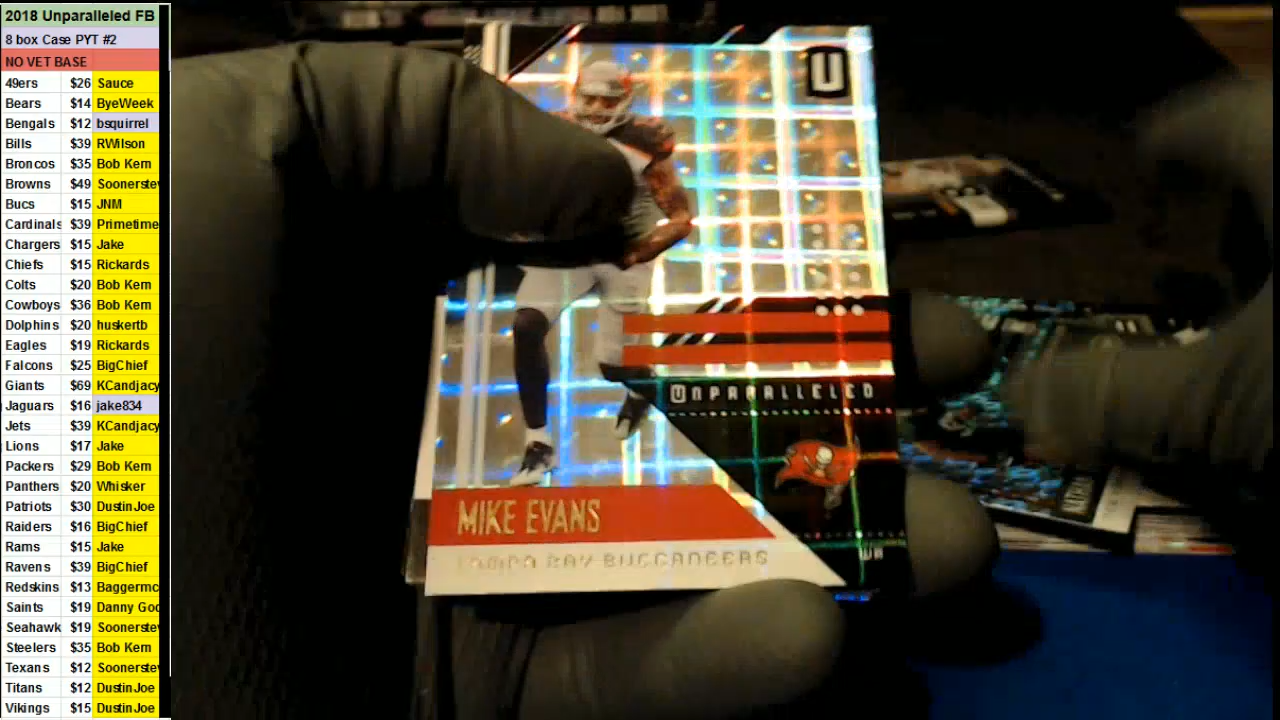 2018 Unparalleled FB
8 box Case PYT #2
NO VET BASE
49ers $26 Sauce
Bears $14 ByeWeek
Bengals $12 bsquirrel
Bills $39 RWilson
Broncos $35 Bob Kern
Browns $49 Soonerstev
Bucs $15 JNM
Cardinals $39 Primetime
Chargers $15 Jake
Chiefs $15 Rickards
Colts $20 Bob Kern
Cowboys $36 Bob Kern
Dolphins $20 huskertb
Eagles $19 Rickards
Falcons $25 BigChief
Giants $69 KCandjacy
Jaguars $16 jake834
Jets $39 KCandjacy
Lions $17 Jake
Packers $29 Bob Kern
Panthers $20 Whisker
Patriots $30 DustinJoe
Raiders $16 BigChief
Rams $15 Jake
Ravens $39 BigChief
Redskins $13 Baggermc
Saints $19 Danny Goo
Seahawk $19 Soonerstev
Steelers $35 Bob Kern
Texans $12 Soonerstev
Titans $12 DustinJoe
Vikings $15 DustinJoe
U
UNPARALLELED
MIKE EVANS
TAMPA BAY BUCCANEERS
WR